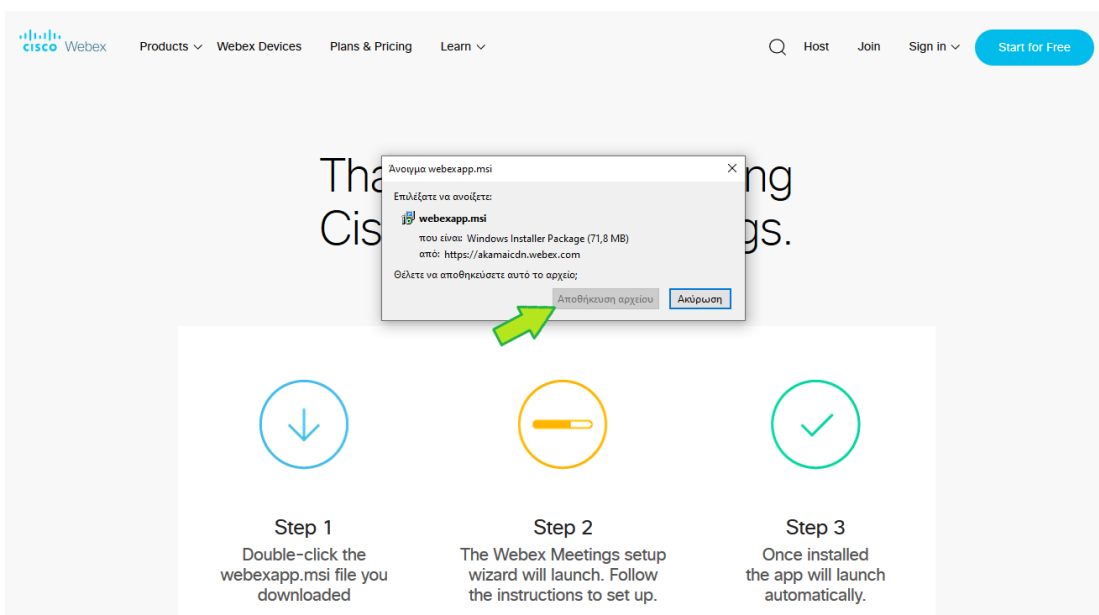 cisco Webex Products Webex Devices Plans & Pricing Learn Host Join Sign in Start for Free
Άνοιγμα webexapp.msi
Επιλέξατε να ανοίξετε:
webexapp.msi
που είναι: Windows Installer Package (71,8 MB)
από: https://akamaicdn.webex.com
Θέλετε να αποθηκεύσετε αυτό το αρχείο;
Αποθήκευση αρχείου Ακύρωση
Step 1
Double-click the
webexapp.msi file you
downloaded
Step 2
The Webex Meetings setup
wizard will launch. Follow
the instructions to set up.
Step 3
Once installed
the app will launch
automatically.